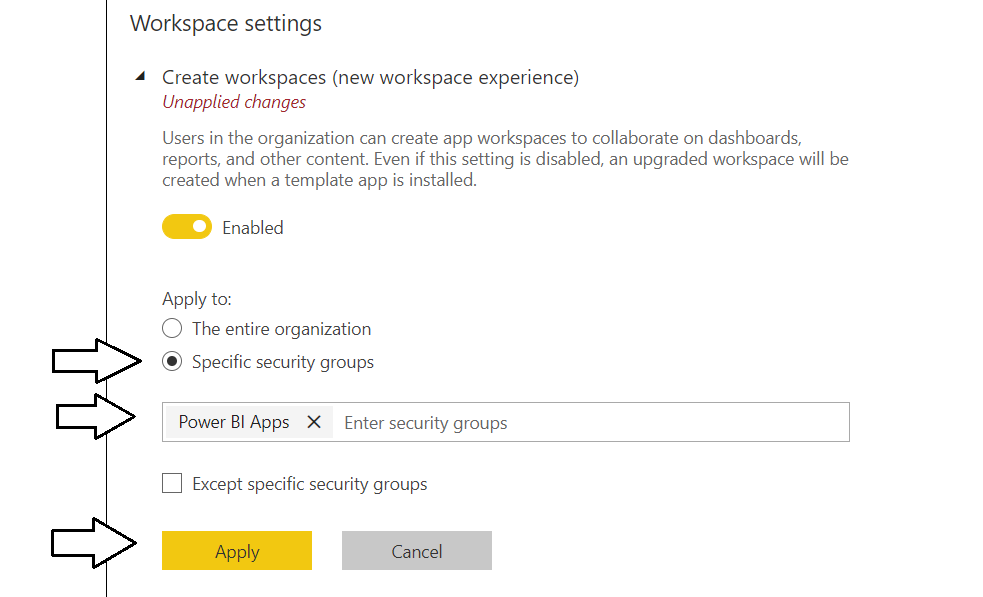 Workspace settings
Create workspaces (new workspace experience)
Unapplied changes
Users in the organization can create app workspaces to collaborate on dashboards,
reports, and other content. Even if this setting is disabled, an upgraded workspace will be
created when a template app is installed.
Enabled
Apply to:
The entire organization
Specific security groups
Power BI Apps Enter security groups
Except specific security groups
Apply Cancel